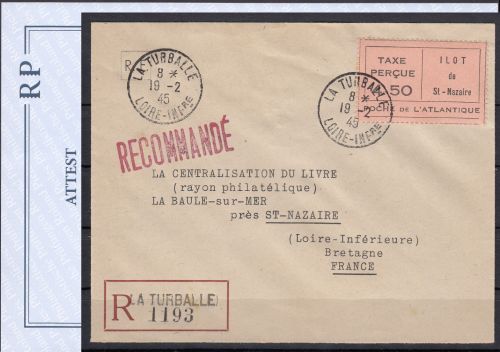 RP
ATTEST
R
LA TURBALLE
8 *
19 -2
45
LOIRE-INFRE
LA TURBALLE
8 *
19 -2
45
LOIRE-INFRE
TAXE
PERÇUE
50
ILOT
de
St-Nazaire
POCHE DE L'ATLANTIQUE
RECOMMANDÉ
LA CENTRALISATION DU LIVRE
(rayon philatélique)
LA BAULE-sur-MER
près ST-NAZAIRE
(Loire-Inférieure)
Bretagne
FRANCE
R LA TURBALLE
1193